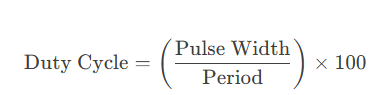 Duty Cycle = (Pulse Width / Period) × 100